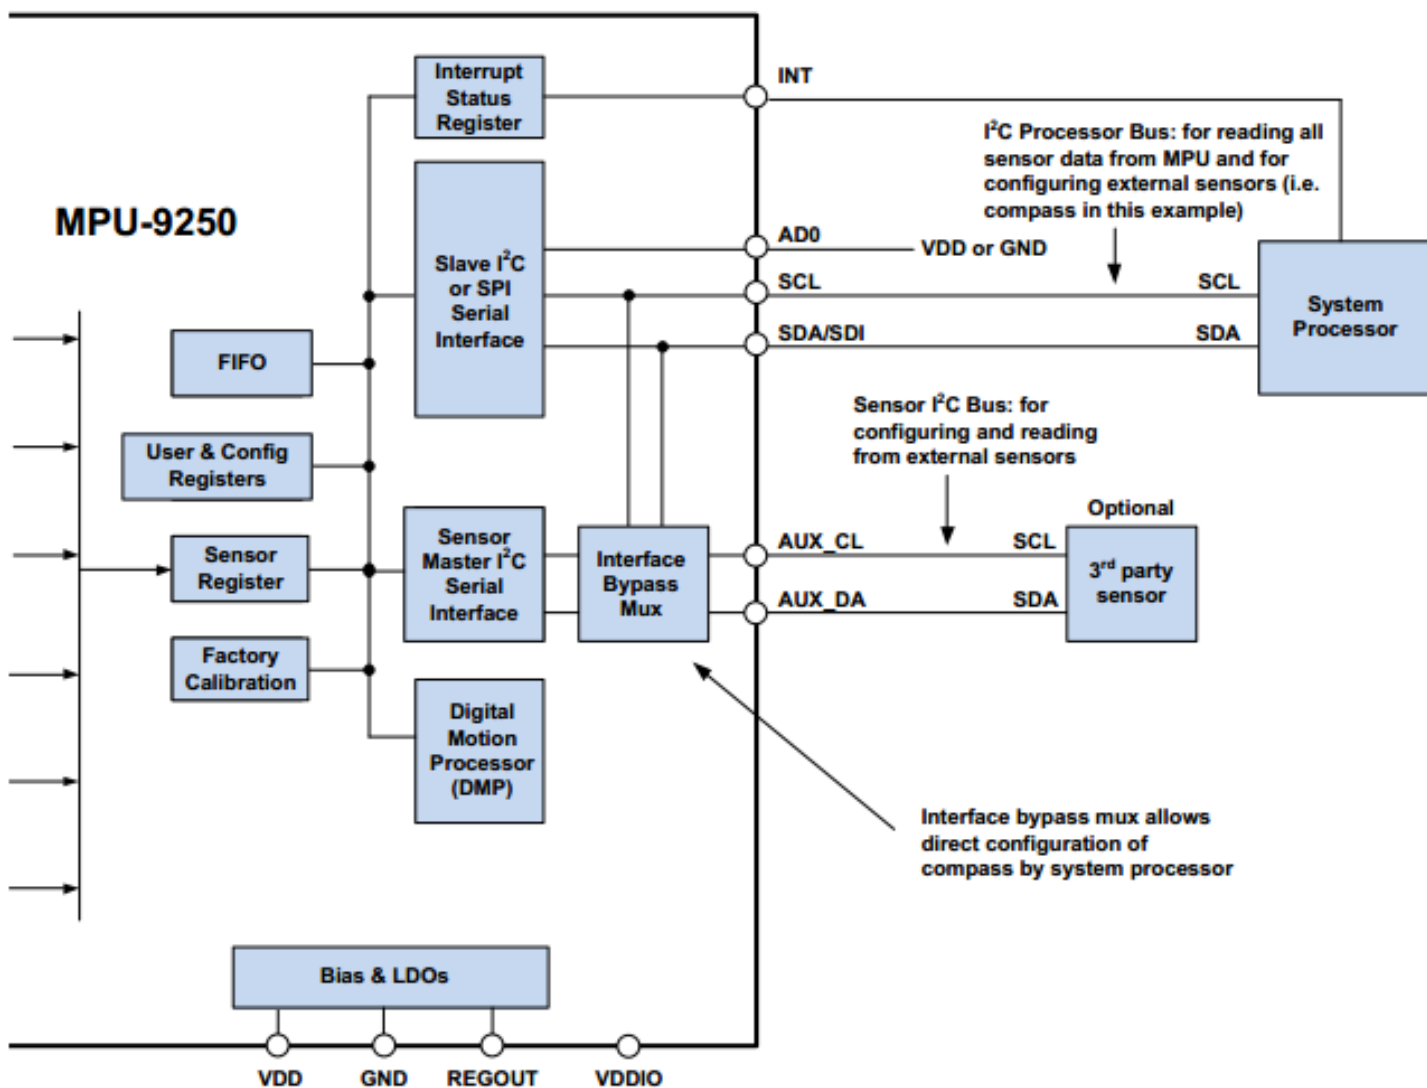 MPU-9250
Interrupt
Status
Register
Slave I²C
or SPI
Serial
Interface
FIFO
User & Config
Registers
Sensor
Register
Factory
Calibration
Sensor
Master I²C
Serial
Interface
Interface
Bypass
Mux
Digital
Motion
Processor
(DMP)
Bias & LDOs
VDD
GND
REGOUT
VDDIO
INT
AD0
VDD or GND
SCL
SDA/SDI
I²C Processor Bus: for reading all
sensor data from MPU and for
configuring external sensors (i.e.
compass in this example)
SCL
SDA
System
Processor
Sensor I²C Bus: for
configuring and reading
from external sensors
AUX_CL
AUX_DA
SCL
SDA
Optional
3rd party
sensor
Interface bypass mux allows
direct configuration of
compass by system processor